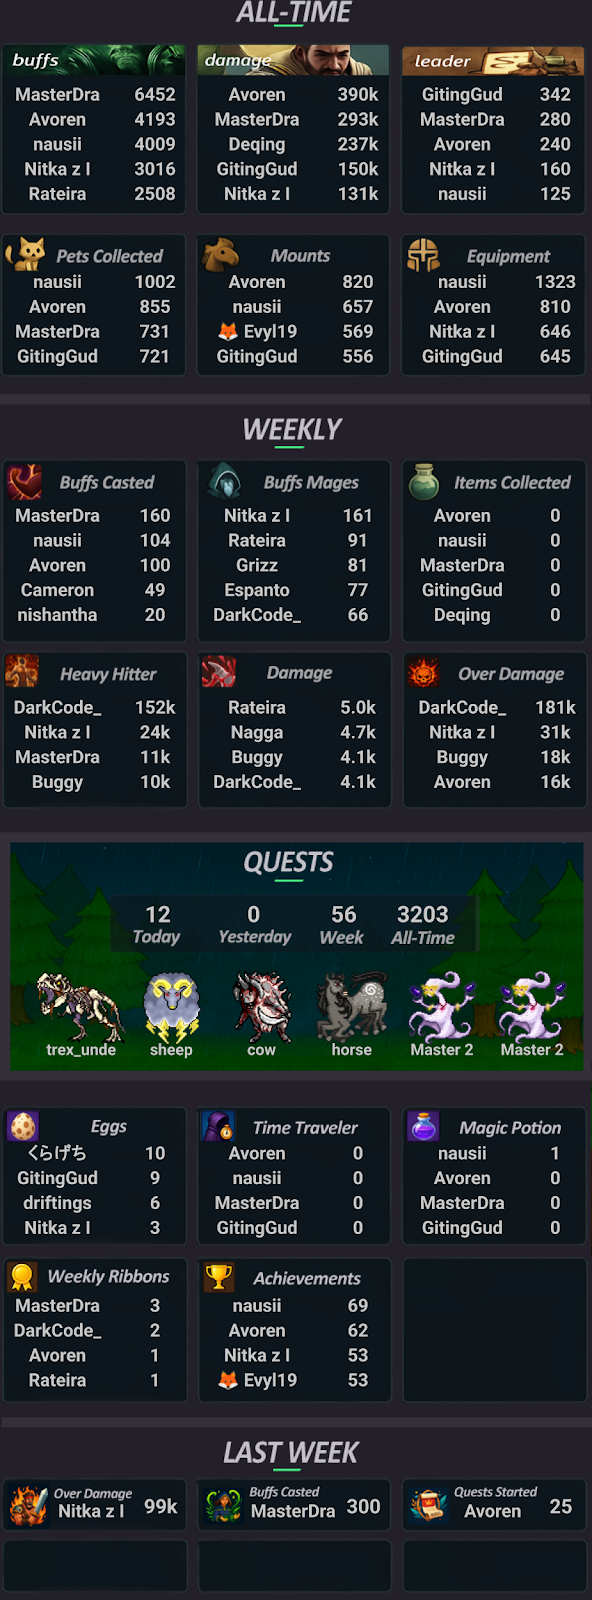 ALL-TIME
buffs
MasterDra 6452
Avoren 4193
nausii 4009
Nitka z l 3016
Rateira 2508
damage
Avoren 390k
MasterDra 293k
Deqing 237k
GitingGud 150k
Nitka z l 131k
leader
GitingGud 342
MasterDra 280
Avoren 240
Nitka z l 160
nausii 125
Pets Collected
nausii 1002
Avoren 855
MasterDra 731
GitingGud 721
Mounts
Avoren 820
nausii 657
🦊 Evyl19 569
GitingGud 556
Equipment
nausii 1323
Avoren 810
Nitka z l 646
GitingGud 645
WEEKLY
Buffs Casted
MasterDra 160
nausii 104
Avoren 100
Cameron 49
nishantha 20
Buffs Mages
Nitka z l 161
Rateira 91
Grizz 81
Espanto 77
DarkCode_ 66
Items Collected
Avoren 0
nausii 0
MasterDra 0
GitingGud 0
Deqing 0
Heavy Hitter
DarkCode_ 152k
Nitka z l 24k
MasterDra 11k
Buggy 10k
Damage
Rateira 5.0k
Nagga 4.7k
Buggy 4.1k
DarkCode_ 4.1k
Over Damage
DarkCode_ 181k
Nitka z l 31k
Buggy 18k
Avoren 16k
QUESTS
12 0 56 3203
Today Yesterday Week All-Time
trex_unde sheep cow horse Master 2 Master 2
Eggs
くらげち 10
GitingGud 9
driftings 6
Nitka z l 3
Time Traveler
Avoren 0
nausii 0
MasterDra 0
GitingGud 0
Magic Potion
nausii 1
Avoren 0
MasterDra 0
GitingGud 0
Weekly Ribbons
MasterDra 3
DarkCode_ 2
Avoren 1
Rateira 1
Achievements
nausii 69
Avoren 62
Nitka z l 53
🦊 Evyl19 53
LAST WEEK
Over Damage
Nitka z l 99k
Buffs Casted
MasterDra 300
Quests Started
Avoren 25